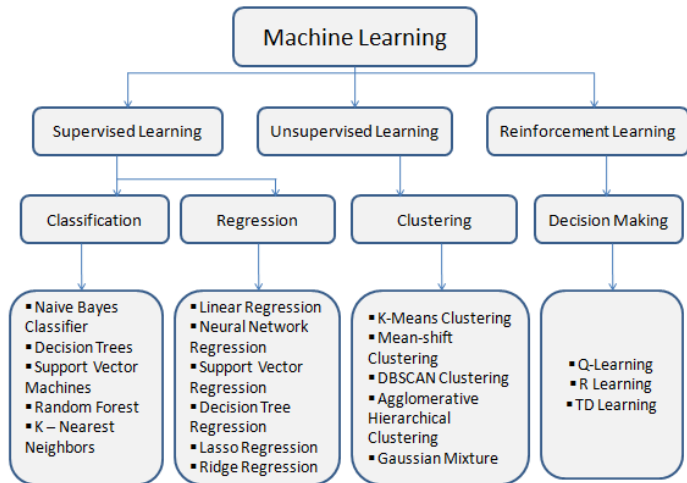 Machine Learning
Supervised Learning
Unsupervised Learning
Reinforcement Learning
Classification
Regression
Clustering
Decision Making
▪ Naive Bayes
Classifier
▪ Decision Trees
▪ Support Vector
Machines
▪ Random Forest
▪ K – Nearest
Neighbors
▪ Linear Regression
▪ Neural Network
Regression
▪ Support Vector
Regression
▪ Decision Tree
Regression
▪ Lasso Regression
▪ Ridge Regression
▪ K-Means Clustering
▪ Mean-shift
Clustering
▪ DBSCAN Clustering
▪ Agglomerative
Hierarchical
Clustering
▪ Gaussian Mixture
▪ Q-Learning
▪ R Learning
▪ TD Learning